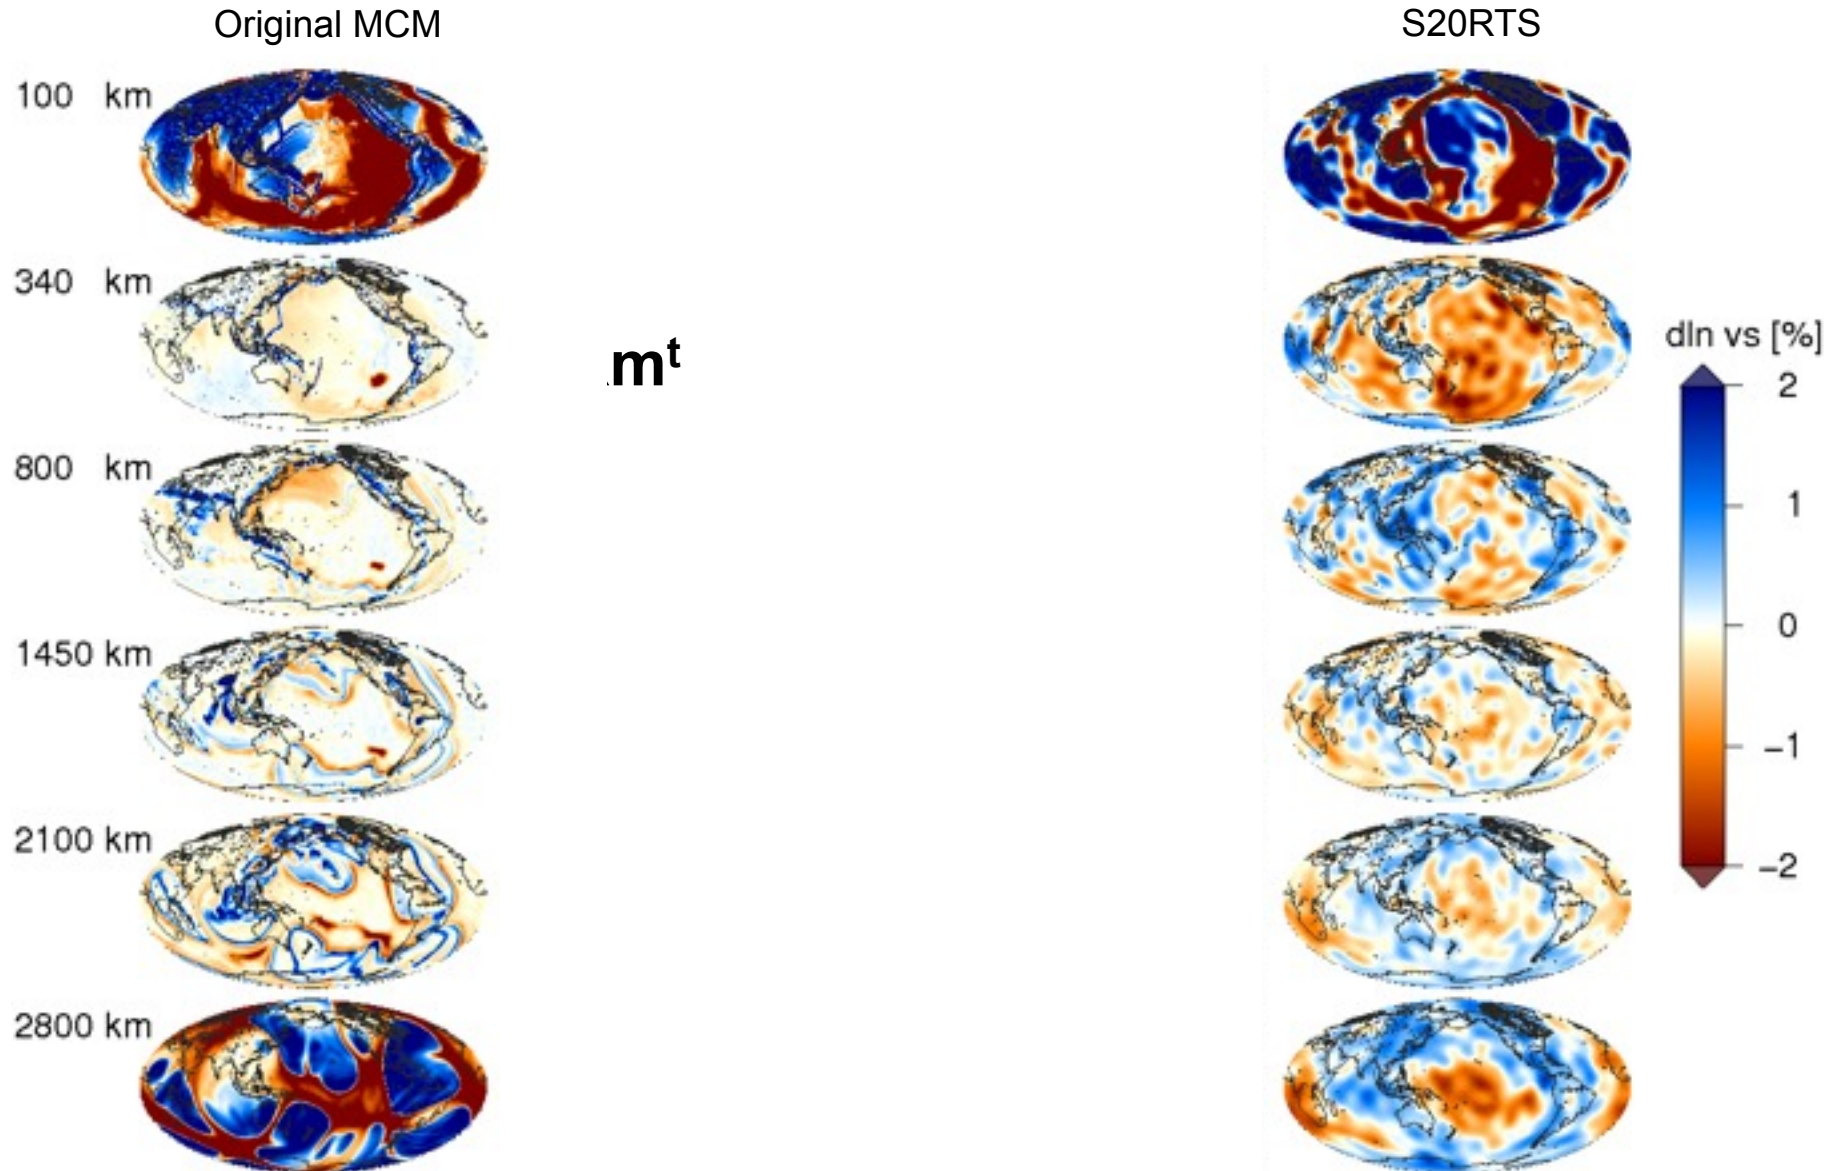 Original MCM
S20RTS
100 km
340 km
.mᵗ
dln vs [%]
2
800 km
1
0
1450 km
−1
2100 km
−2
2800 km